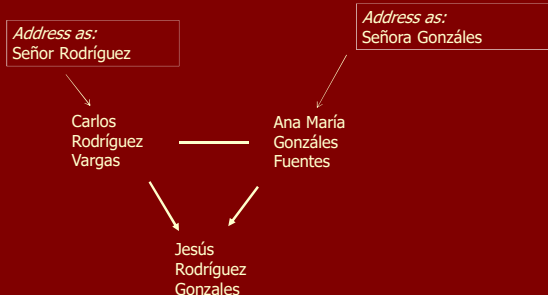 Address as:
Señor Rodríguez
Address as:
Señora Gonzáles
Carlos
Rodríguez
Vargas
Ana María
Gonzáles
Fuentes
Jesús
Rodríguez
Gonzales